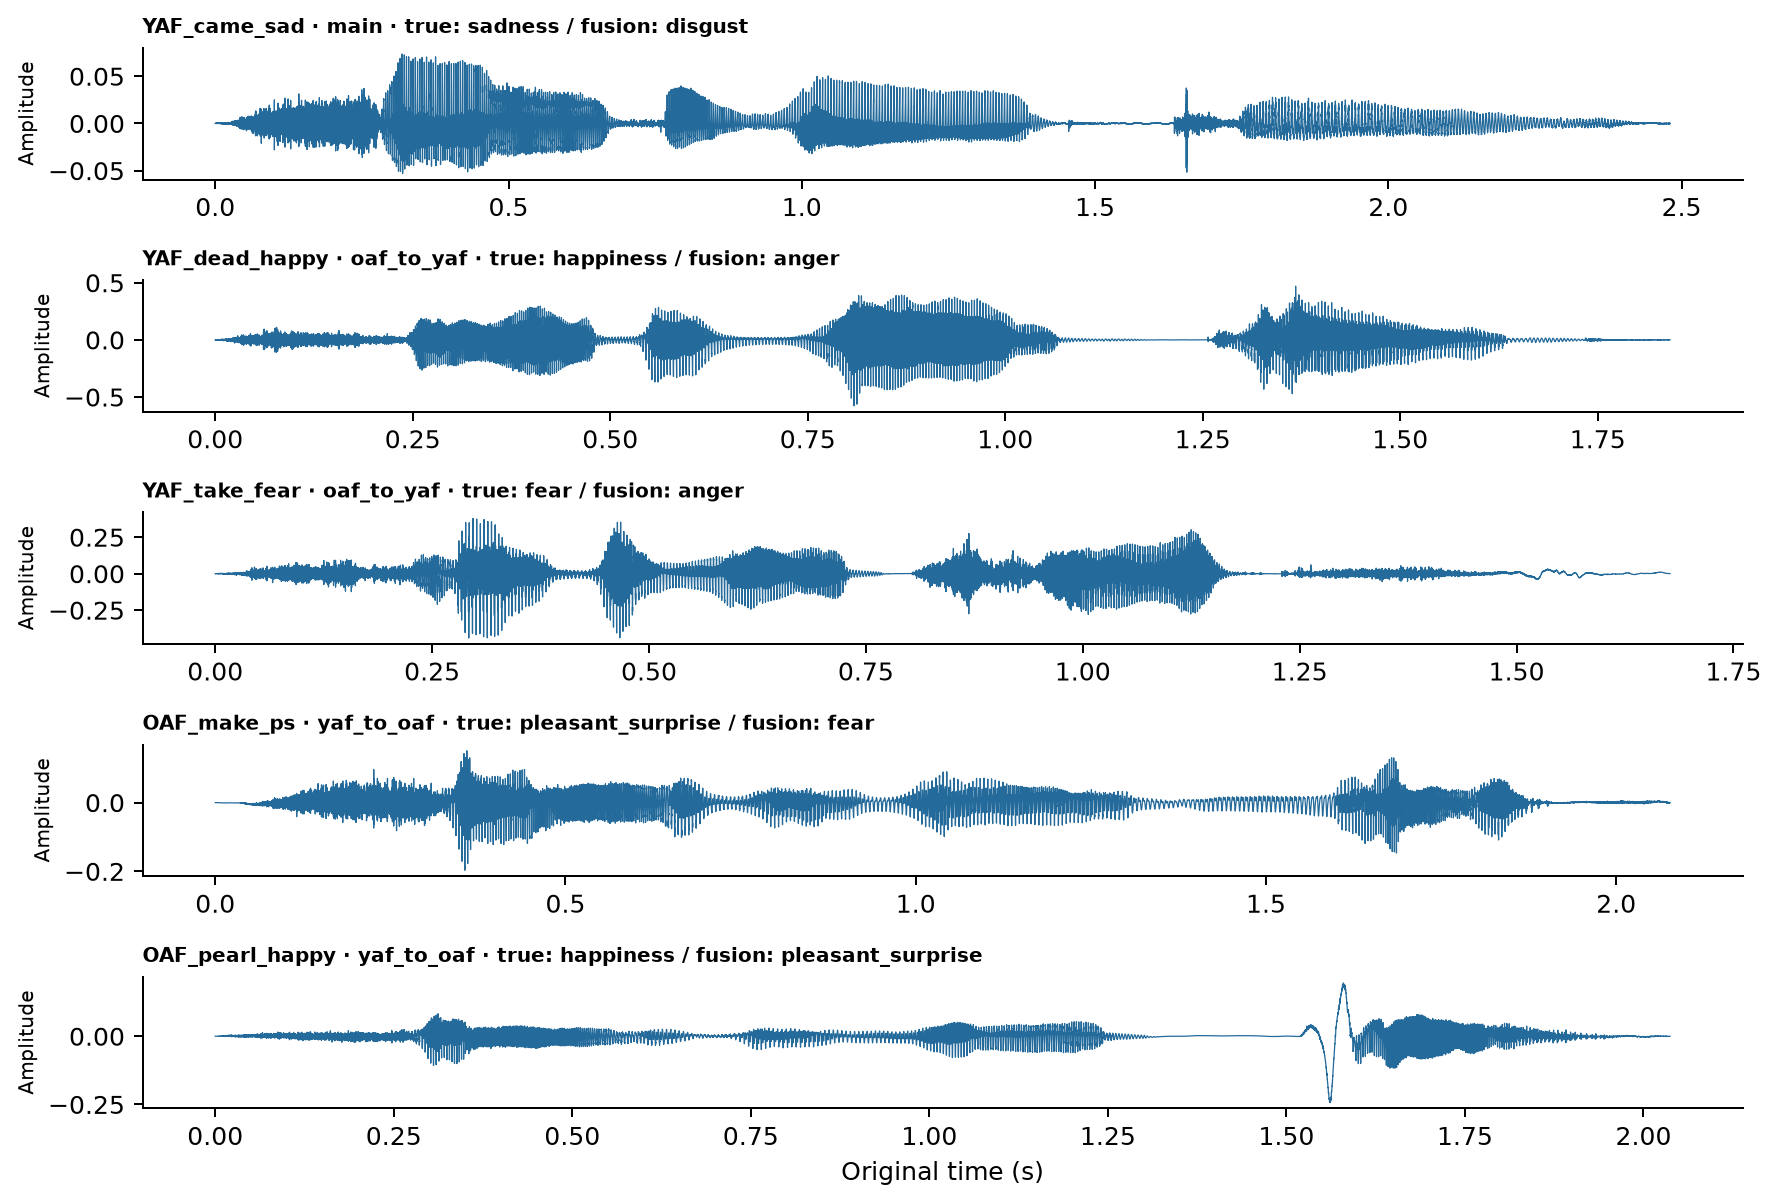 YAF_came_sad · main · true: sadness / fusion: disgust
Amplitude
0.05
0.00
−0.05
0.0 0.5 1.0 1.5 2.0 2.5
YAF_dead_happy · oaf_to_yaf · true: happiness / fusion: anger
Amplitude
0.5
0.0
−0.5
0.00 0.25 0.50 0.75 1.00 1.25 1.50 1.75
YAF_take_fear · oaf_to_yaf · true: fear / fusion: anger
Amplitude
0.25
0.00
−0.25
0.00 0.25 0.50 0.75 1.00 1.25 1.50 1.75
OAF_make_ps · yaf_to_oaf · true: pleasant_surprise / fusion: fear
Amplitude
0.0
−0.2
0.0 0.5 1.0 1.5 2.0
OAF_pearl_happy · yaf_to_oaf · true: happiness / fusion: pleasant_surprise
Amplitude
0.00
−0.25
0.00 0.25 0.50 0.75 1.00 1.25 1.50 1.75 2.00
Original time (s)